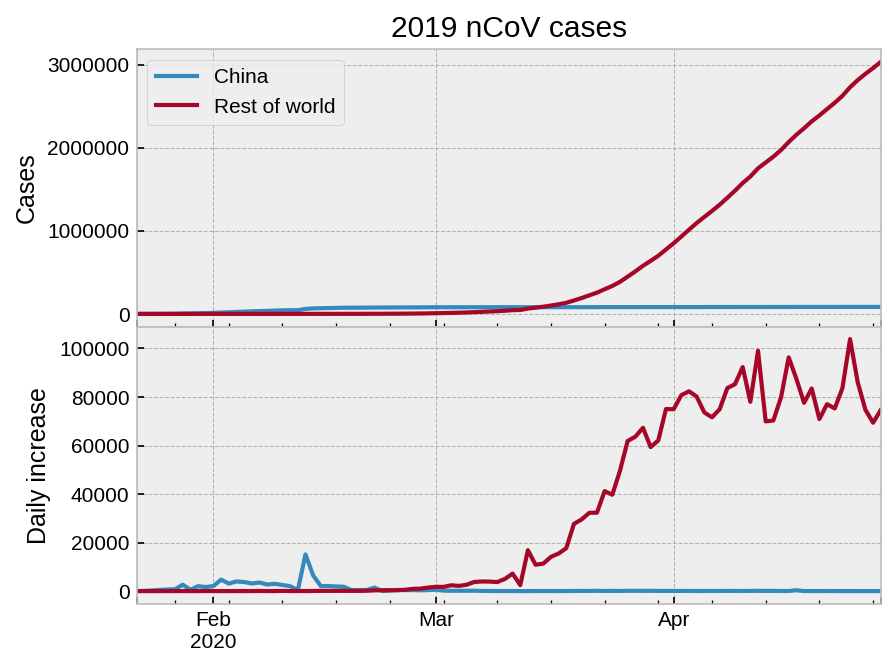 2019 nCoV cases
China
Rest of world
Cases
3000000
2000000
1000000
0
Daily increase
100000
80000
60000
40000
20000
0
Feb
2020
Mar
Apr